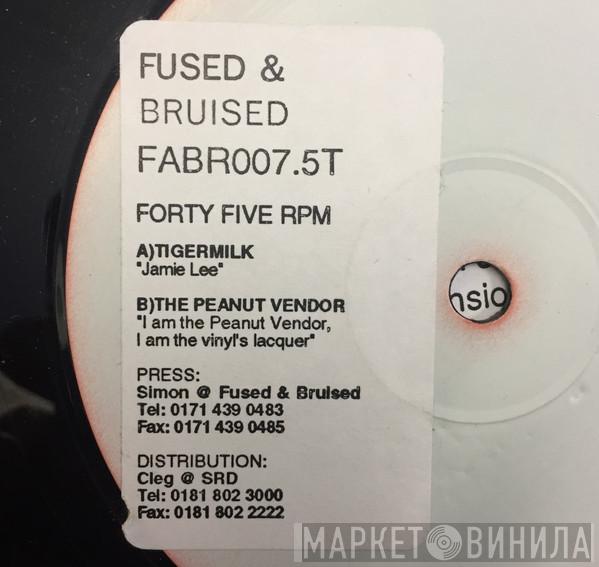 FUSED &
BRUISED
FABR007.5T
FORTY FIVE RPM
A)TIGERMILK
"Jamie Lee"
B)THE PEANUT VENDOR
"I am the Peanut Vendor,
I am the vinyl's lacquer"
PRESS:
Simon @ Fused & Bruised
Tel: 0171 439 0483
Fax: 0171 439 0485
DISTRIBUTION:
Cleg @ SRD
Tel: 0181 802 3000
Fax: 0181 802 2222
nsio
МАРКЕТ ВИНИЛА